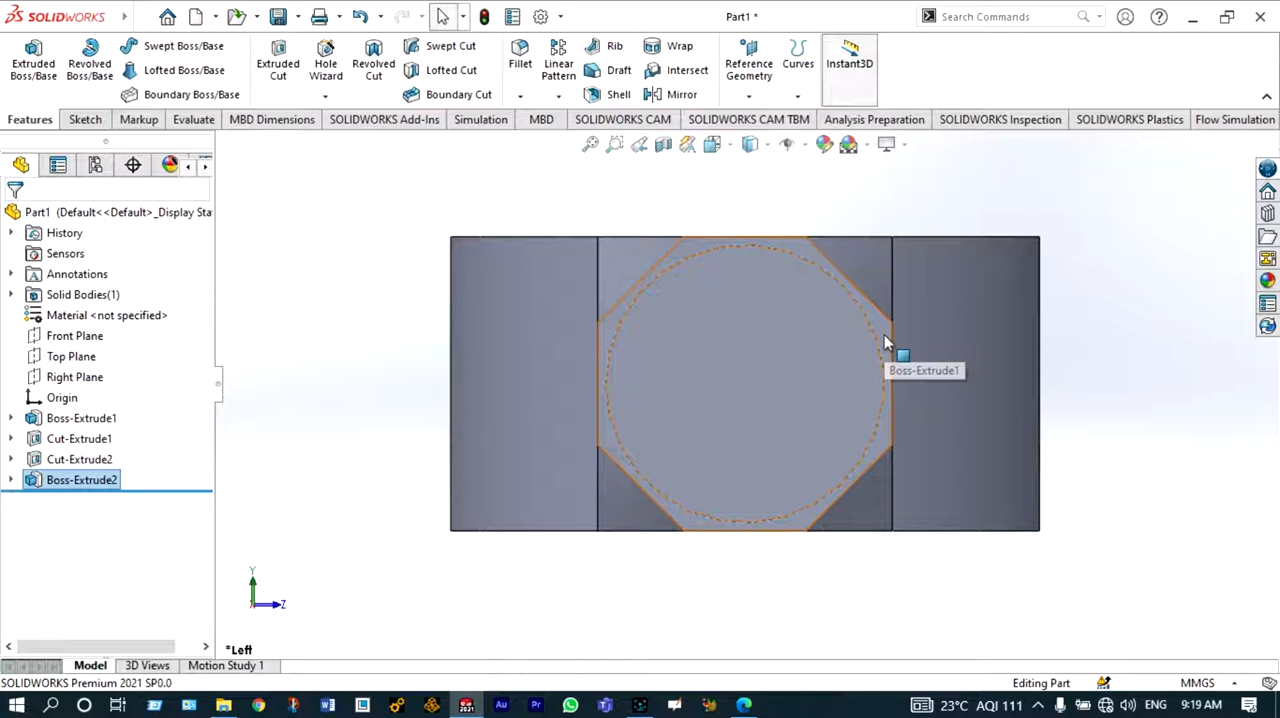 SOLIDWORKS
Part1 *
Search Commands
Extruded Boss/Base
Revolved Boss/Base
Swept Boss/Base
Lofted Boss/Base
Boundary Boss/Base
Extruded Cut
Hole Wizard
Revolved Cut
Swept Cut
Lofted Cut
Boundary Cut
Fillet
Linear Pattern
Rib
Draft
Shell
Wrap
Intersect
Mirror
Reference Geometry
Curves
Instant3D
Features
Sketch
Markup
Evaluate
MBD Dimensions
SOLIDWORKS Add-Ins
Simulation
MBD
SOLIDWORKS CAM
SOLIDWORKS CAM TBM
Analysis Preparation
SOLIDWORKS Inspection
SOLIDWORKS Plastics
Flow Simulation
Part1 (Default<<Default>_Display Sta
History
Sensors
Annotations
Solid Bodies(1)
Material <not specified>
Front Plane
Top Plane
Right Plane
Origin
Boss-Extrude1
Cut-Extrude1
Cut-Extrude2
Boss-Extrude2
Boss-Extrude1
Y
Z
*Left
Model
3D Views
Motion Study 1
SOLIDWORKS Premium 2021 SP0.0
Editing Part
MMGS
23°C AQI 111
ENG
9:19 AM